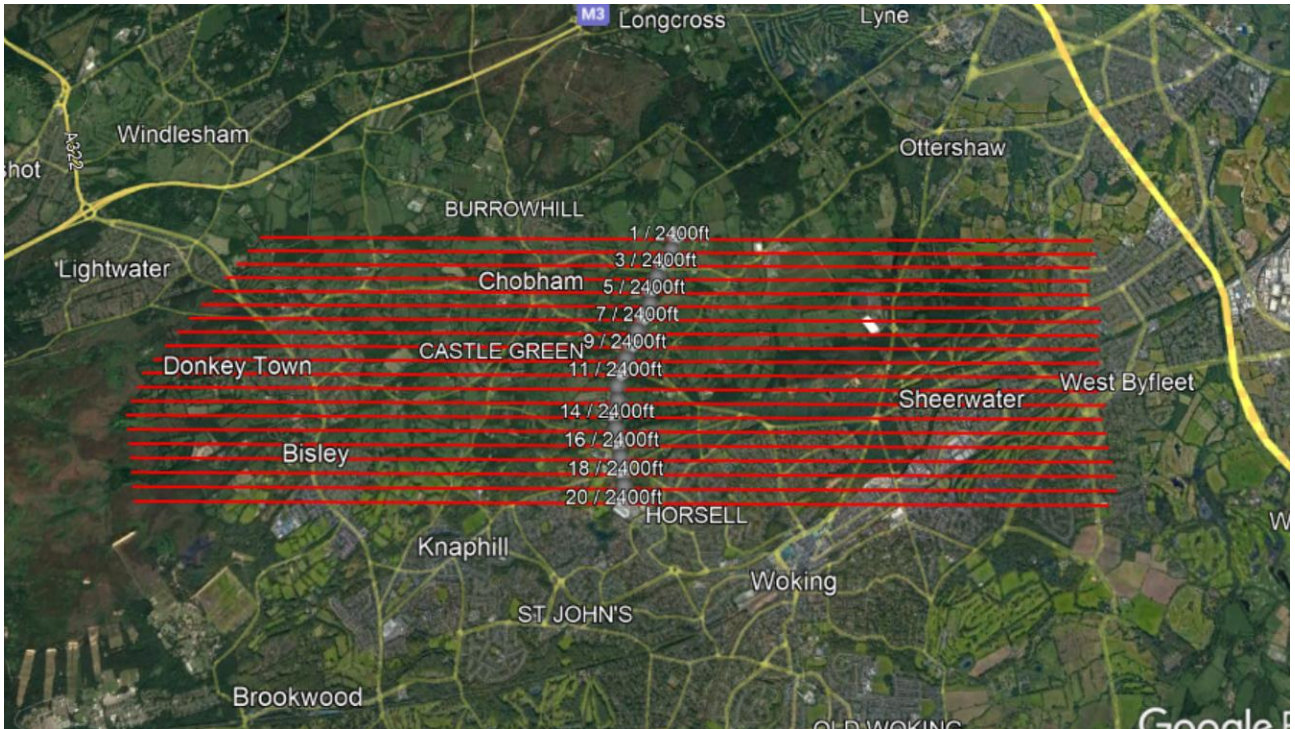 M3
Longcross
Lyne
A322
Windlesham
Ottershaw
shot
BURROWHILL
1 / 2400ft
Lightwater
3 / 2400ft
Chobham
5 / 2400ft
7 / 2400ft
CASTLE GREEN
9 / 2400ft
Donkey Town
11 / 2400ft
West Byfleet
Sheerwater
14 / 2400ft
16 / 2400ft
Bisley
18 / 2400ft
20 / 2400ft
HORSELL
W
Knaphill
Woking
ST JOHN'S
Brookwood
OLD WOKING
Google